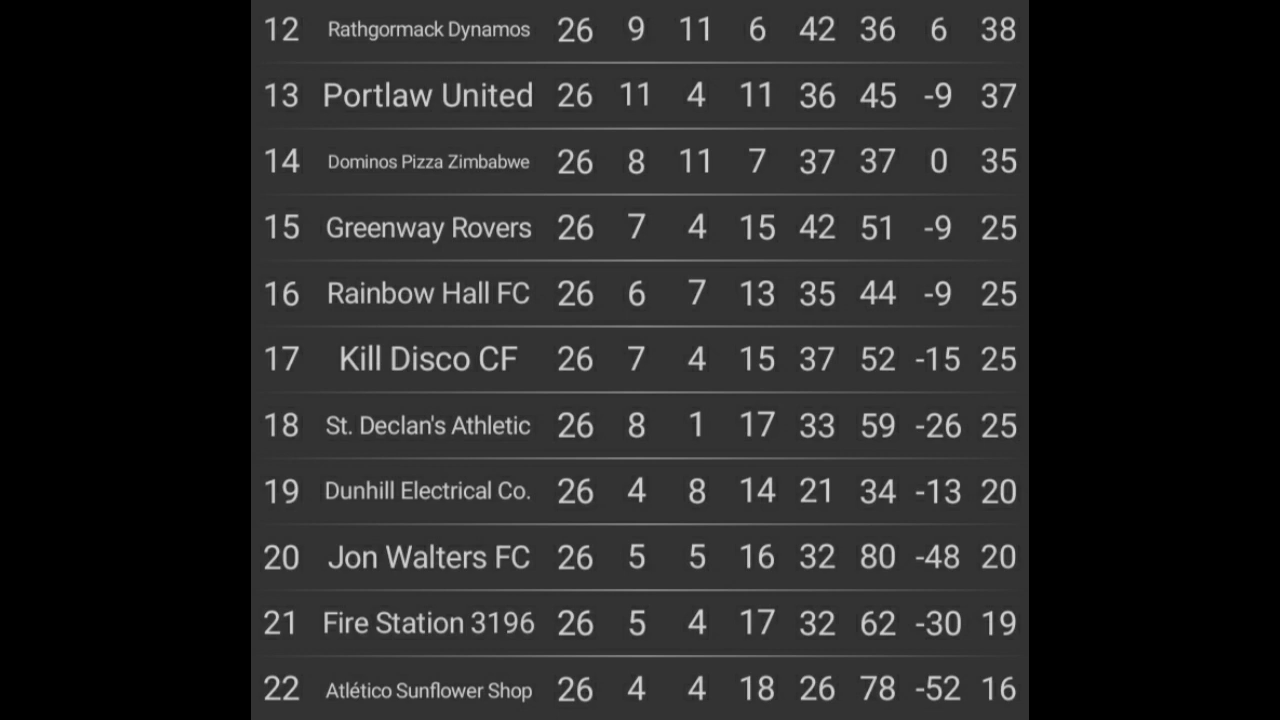 12 Rathgormack Dynamos 26 9 11 6 42 36 6 38
13 Portlaw United 26 11 4 11 36 45 -9 37
14 Dominos Pizza Zimbabwe 26 8 11 7 37 37 0 35
15 Greenway Rovers 26 7 4 15 42 51 -9 25
16 Rainbow Hall FC 26 6 7 13 35 44 -9 25
17 Kill Disco CF 26 7 4 15 37 52 -15 25
18 St. Declan's Athletic 26 8 1 17 33 59 -26 25
19 Dunhill Electrical Co. 26 4 8 14 21 34 -13 20
20 Jon Walters FC 26 5 5 16 32 80 -48 20
21 Fire Station 3196 26 5 4 17 32 62 -30 19
22 Atlético Sunflower Shop 26 4 4 18 26 78 -52 16